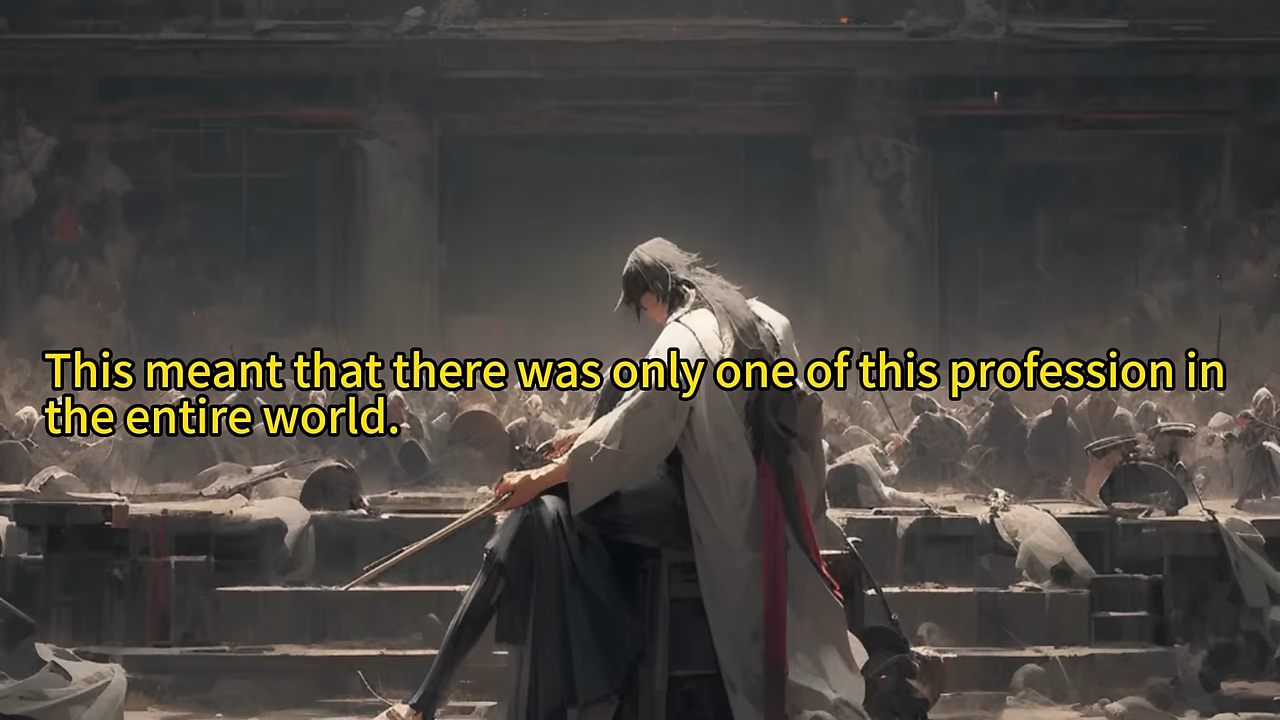 This meant that there was only one of this profession in
the entire world.